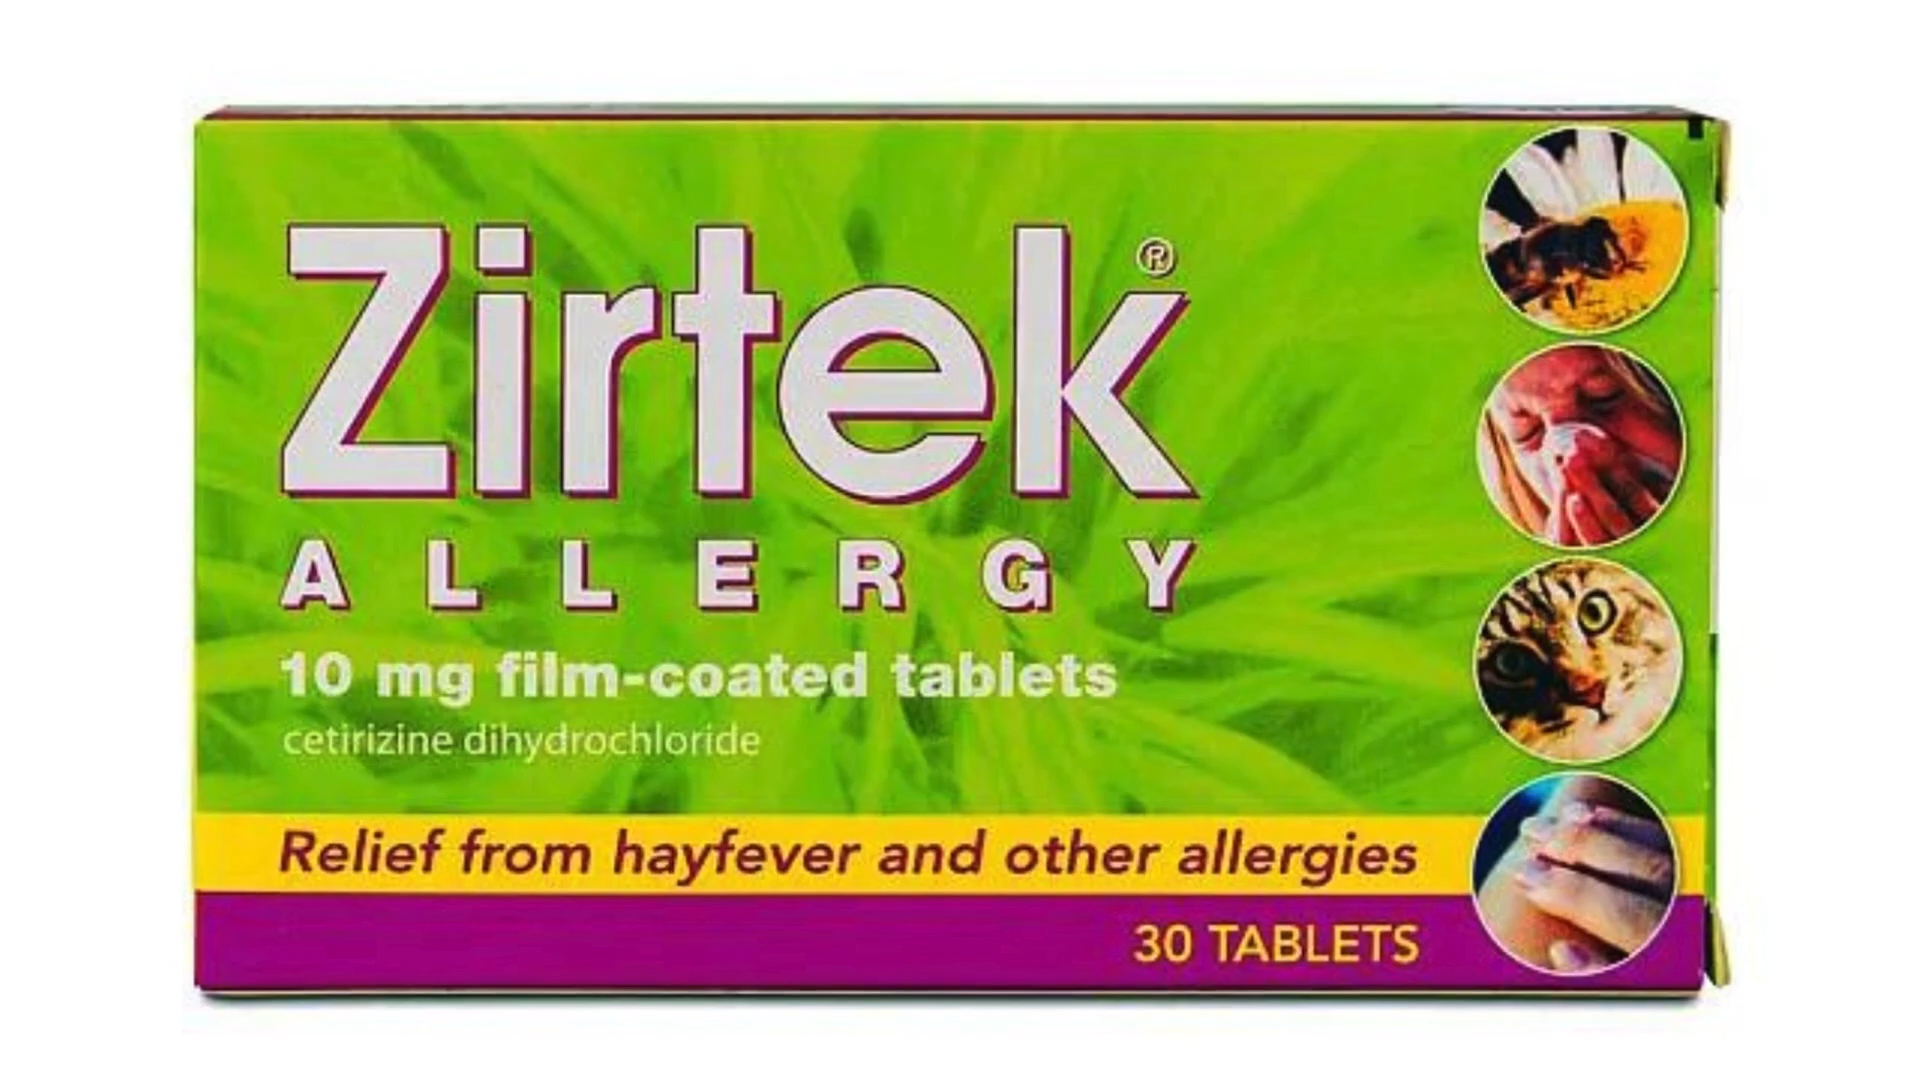 Zirtek®
ALLERGY
10 mg film-coated tablets
cetirizine dihydrochloride
Relief from hayfever and other allergies
30 TABLETS